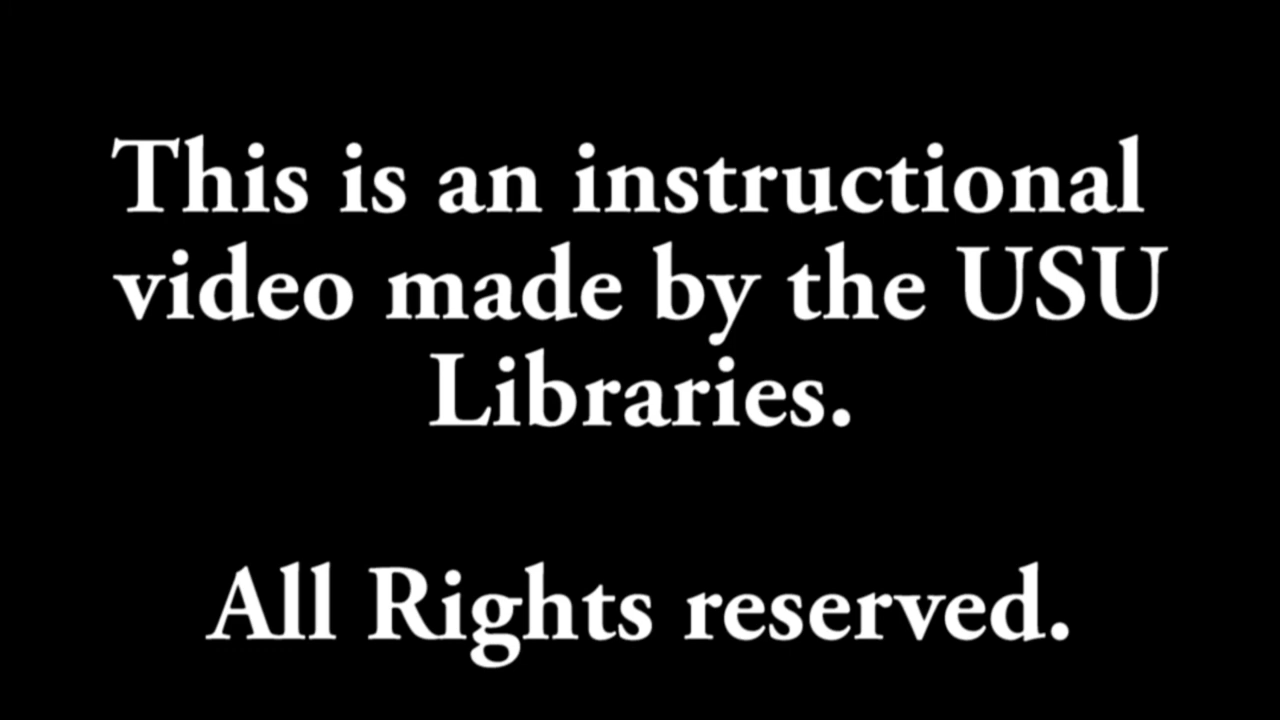 This is an instructional
video made by the USU
Libraries.
All Rights reserved.